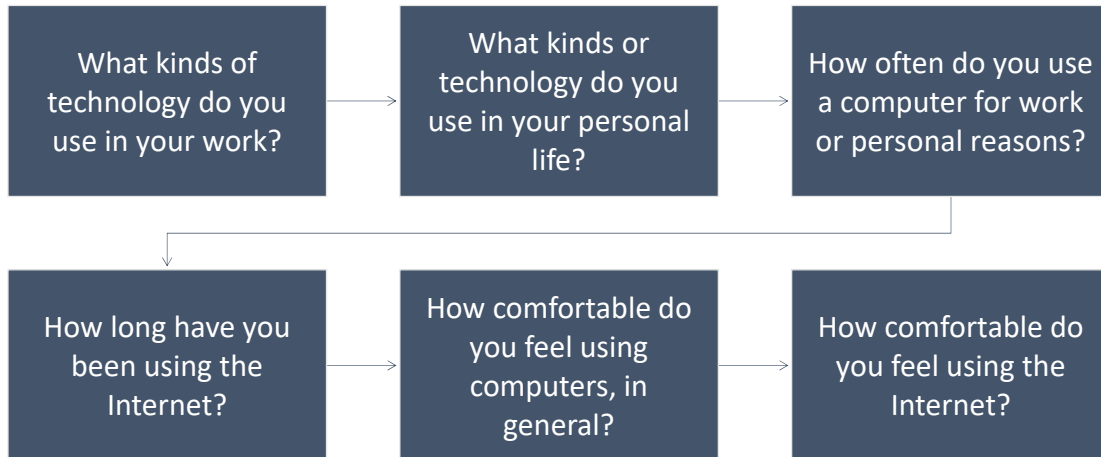 What kinds of
technology do you
use in your work?
What kinds or
technology do you
use in your personal
life?
How often do you use
a computer for work
or personal reasons?
How long have you
been using the
Internet?
How comfortable do
you feel using
computers, in
general?
How comfortable do
you feel using the
Internet?